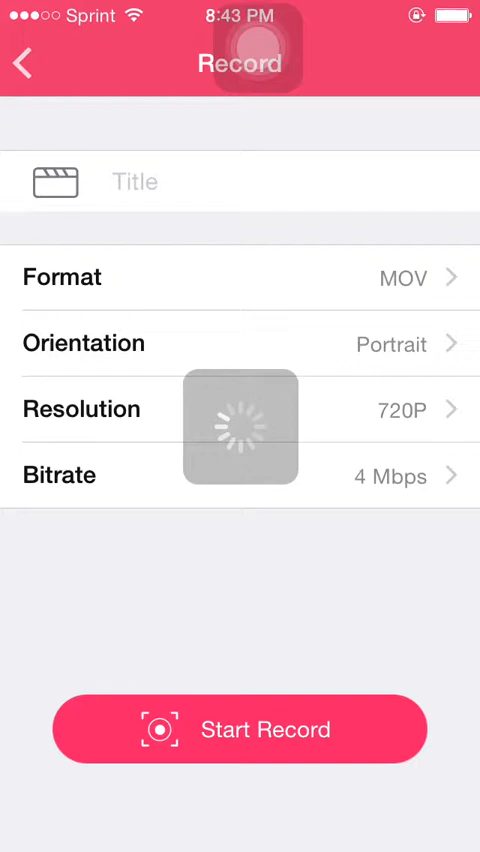 Sprint 8:43 PM
Record
Title
Format MOV
Orientation Portrait
Resolution 720P
Bitrate 4 Mbps
Start Record